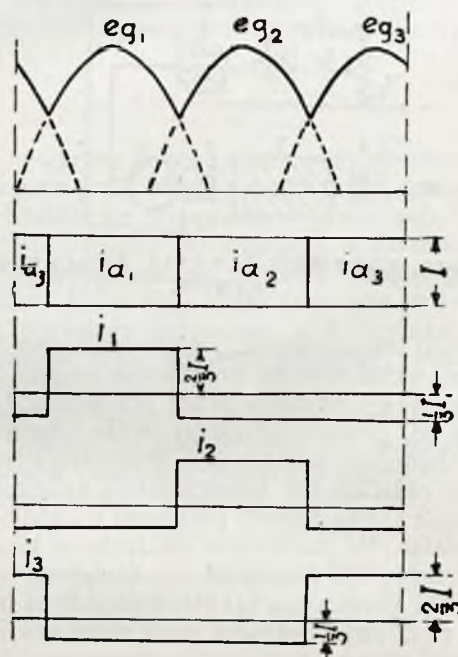 eg₁ eg₂ eg₃
ia₃ ia₁ ia₂ ia₃ I
i₁ 2/3 I 1/3 I
i₂
i₃ 2/3 I
1/3 I